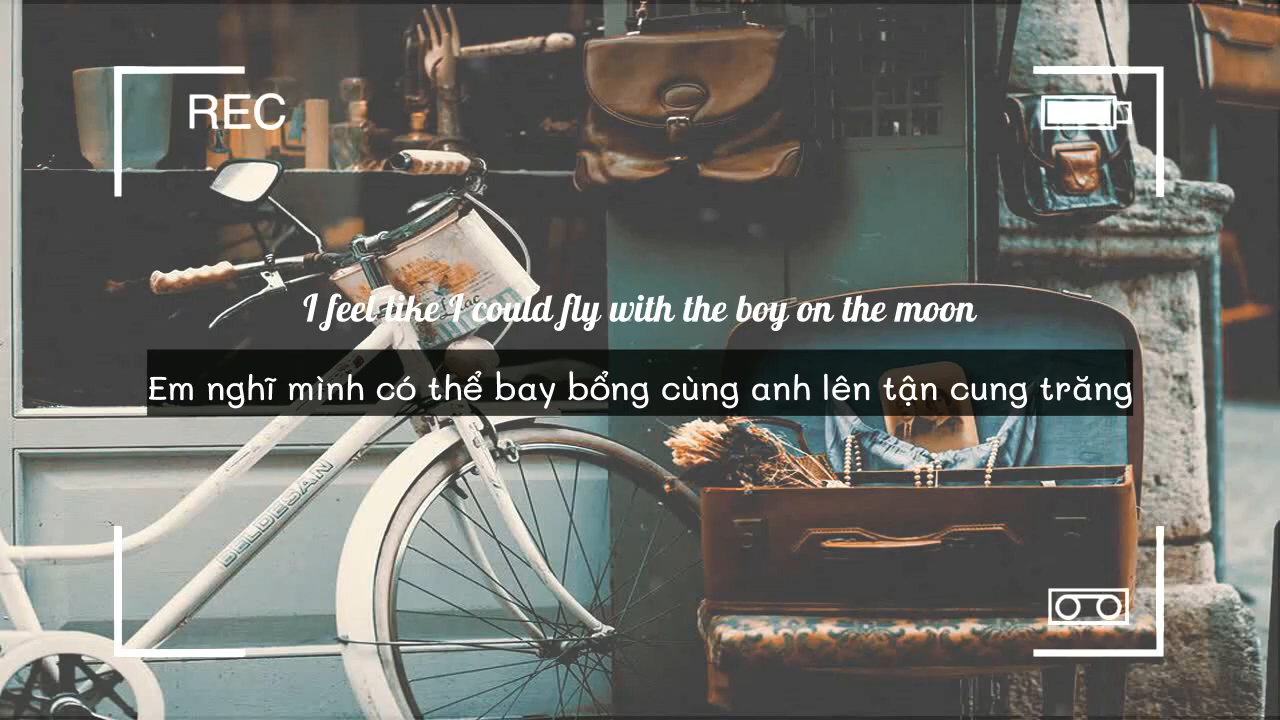 REC
I feel like I could fly with the boy on the moon
Em nghĩ mình có thể bay bổng cùng anh lên tận cung trăng
BELDESAN